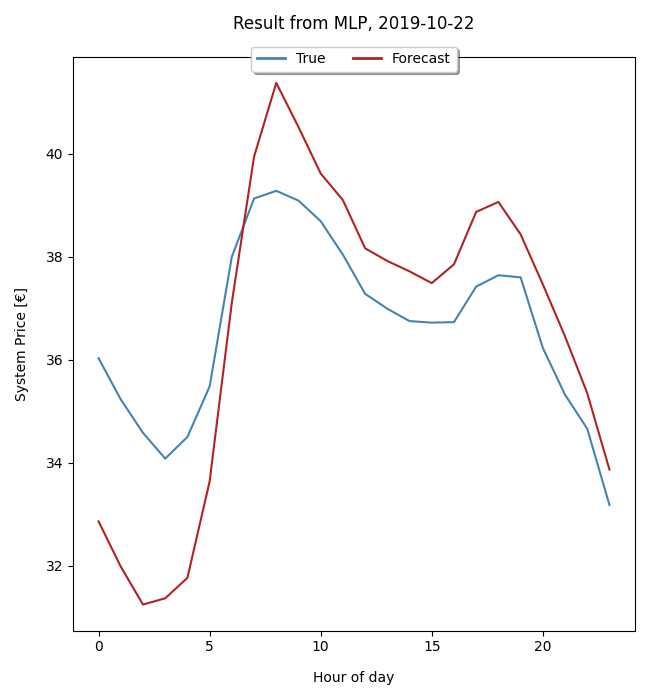 Result from MLP, 2019-10-22
True Forecast
System Price [€]
40
38
36
34
32
0 5 10 15 20
Hour of day